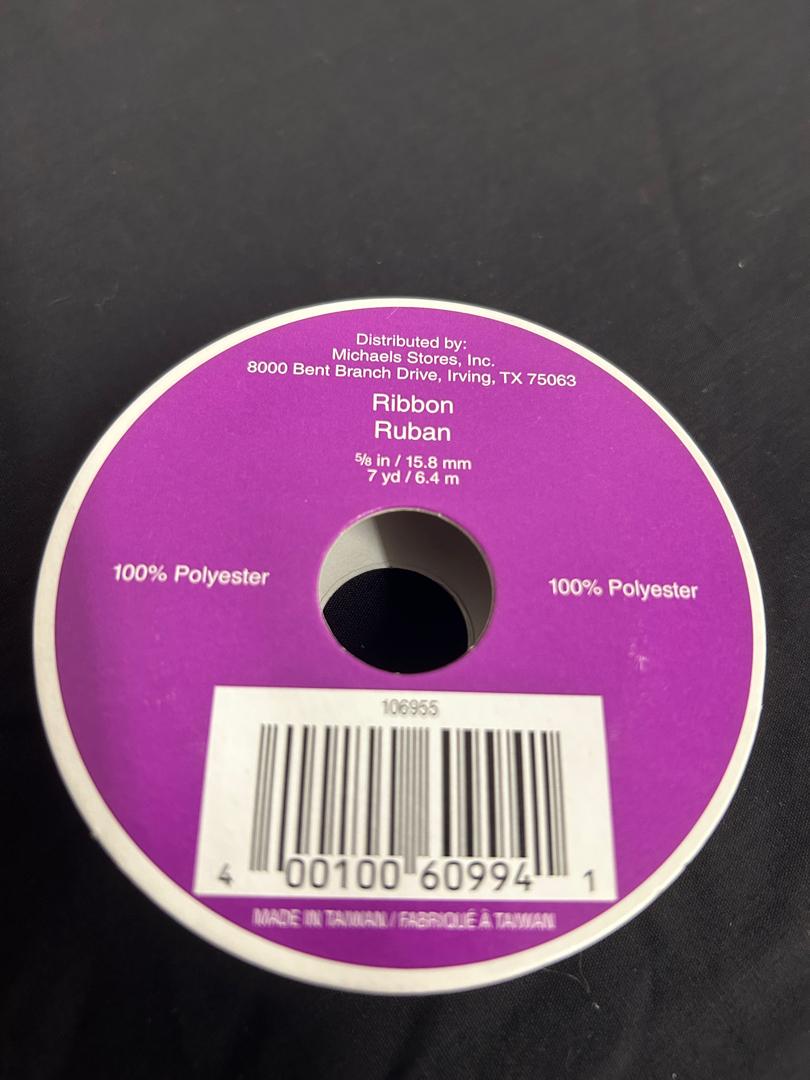 Distributed by:
Michaels Stores, Inc.
8000 Bent Branch Drive, Irving, TX 75063
Ribbon
Ruban
5/8 in / 15.8 mm
7 yd / 6.4 m
100% Polyester
100% Polyester
106955
4 00100 60994 1
MADE IN TAIWAN / FABRIQUÉ À TAIWAN